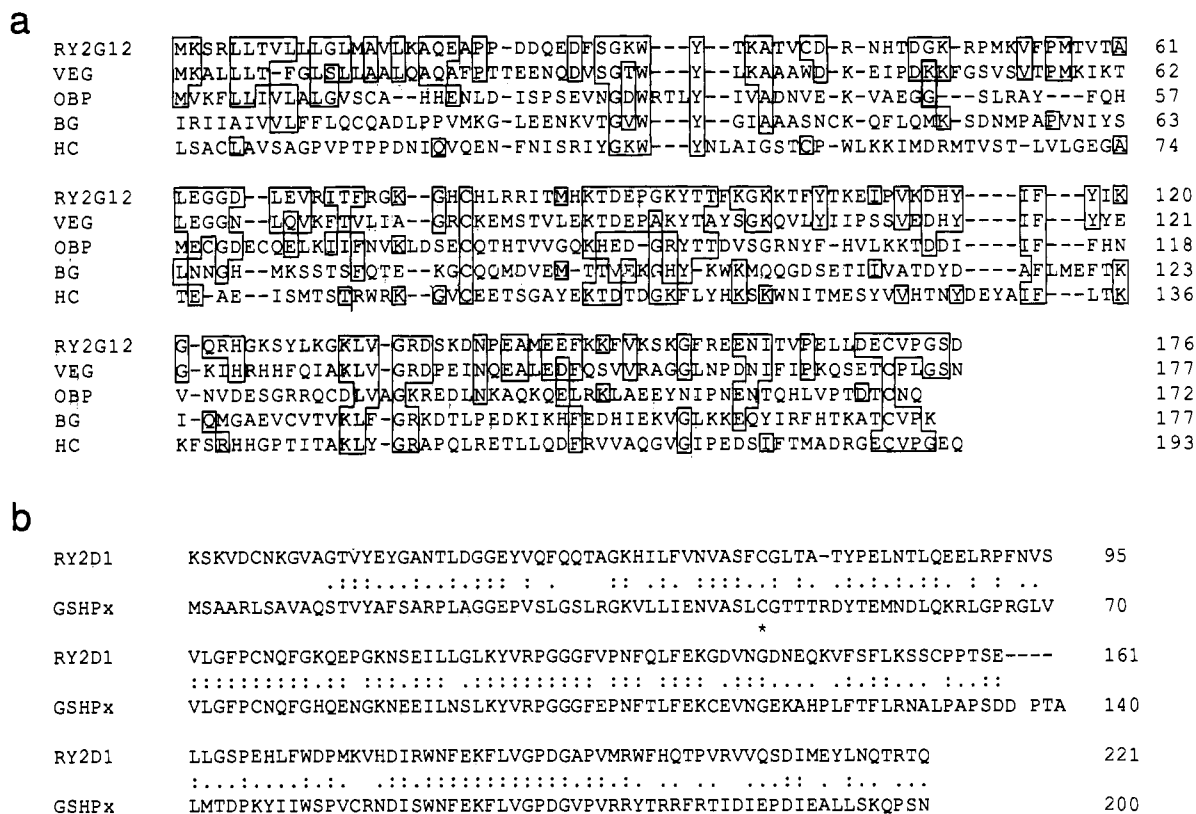 a
RY2G12 MKSRLLTVLLLLGLMAVLKAQEAPP-DDQEDFSGKW---Y--TKATVCD-R-NHTDGK-RPMKVFPMTVTA 61
VEG MKALLLT-FGLSLLAALQAQAFPTTEENQDVSGTW---Y--LKAAAWD-K-EIPDKKFGSVSVTPMKIKT 62
OBP MVKFLLIVLALGVSCA--HHENLD-ISPSEVNGDWRTLY--IVADNVE-K-VAEGG--SLRAY---FQH 57
BG IRIIAIVVLFFLQCQADLPPVMKG-LEENKVTGVW---Y--GIAAASNCK-QFLQMK-SDNMPAPVNIYS 63
HC LSACLAVSAGPVPTPPDNIQVQEN-FNISRIYGKW---YNLAIGSTCP-WLKKIMDRMTVST-LVLGEGA 74
RY2G12 LEGGD--LEVRITFRGK--GHCHLRRITMHKTDEPGKYTTFKGKKTFYTKEIPVKDHY----IF---YIK 120
VEG LEGGN--LQVKFTVLIA--GRCKEMSTVLEKTDEPAKYTAYSGKQVLYIIPSSVEDHY----IF---YYE 121
OBP MECGDECQELKIIFNVKLDSECQTHTVVGQKHED-GRYTTDVSGRNYF-HVLKKTDDI----IF---FHN 118
BG LNNGH--MKSSTSFQTE--KGCQQMDVEMTTVEKGHY-KWKMQQGDSETIIVATDYD----AFLMEFTK 123
HC TE-AE--ISMTSTRWRK--GVCEETSGAYEKTDTDGKFLYHKSKWNITMESYVVHTNYDEYAIF---LTK 136
RY2G12 G-QRHGKSYLKGKLV-GRDSKDNPEAMEEFKKFVKSKGFREENITVPELLDECVPGSD 176
VEG G-KIHRHHFQIAKLV-GRDPEINQEALEDFQSVVRAGGLNPDNIFIPKQSETCPLGSN 177
OBP V-NVDESGRRQCDLVAGKREDLNKAQKQELRKLAEEYNIPNENTQHLVPTDTCNQ 172
BG I-QMGAEVCVTVKLF-GRKDTLPEDKIKHFEDHIEKVGLKKEQYIRFHTKATCVPK 177
HC KFSRHHGPTITAKLY-GRAPQLRETLLQDFRVVAQGVGIPEDSIFTMADRGECVPGEQ 193
b
RY2D1 KSKVDCNKGVAGTVYEYGANTLDGGEYVQFQQTAGKHILFVNVASFCGLTA-TYPELNTLQEELRPFNVS 95
GSHPx MSAARLSAVAQSTVYAFSARPLAGGEPVSLGSLRGKVLLIENVASLCGTTTRDYTEMNDLQKRLGPRGLV 70
*
RY2D1 VLGFPCNQFGKQEPGKNSEILLGLKYVRPGGGFVPNFQLFEKGDVNGDNEQKVFSFLKSSCPPTSE---- 161
GSHPx VLGFPCNQFGHQENGKNEEILNSLKYVRPGGGFEPNFTLFEKCEVNGEKAHPLFTFLRNALPAPSDD PTA 140
RY2D1 LLGSPEHLFWDPMKVHDIRWNFEKFLVGPDGAPVMRWFHQTPVRVVQSDIMEYLNQTRTQ 221
GSHPx LMTDPKYIIWSPVCRNDISWNFEKFLVGPDGVPVRRYTRRFRTIDIEPDIEALLSKQPSN 200